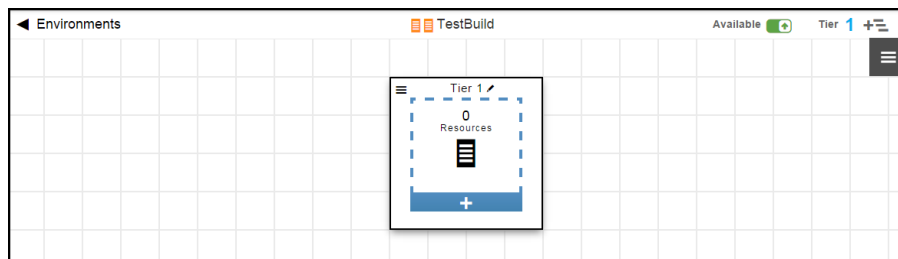 Environments
TestBuild
Available
Tier 1
Tier 1
0
Resources